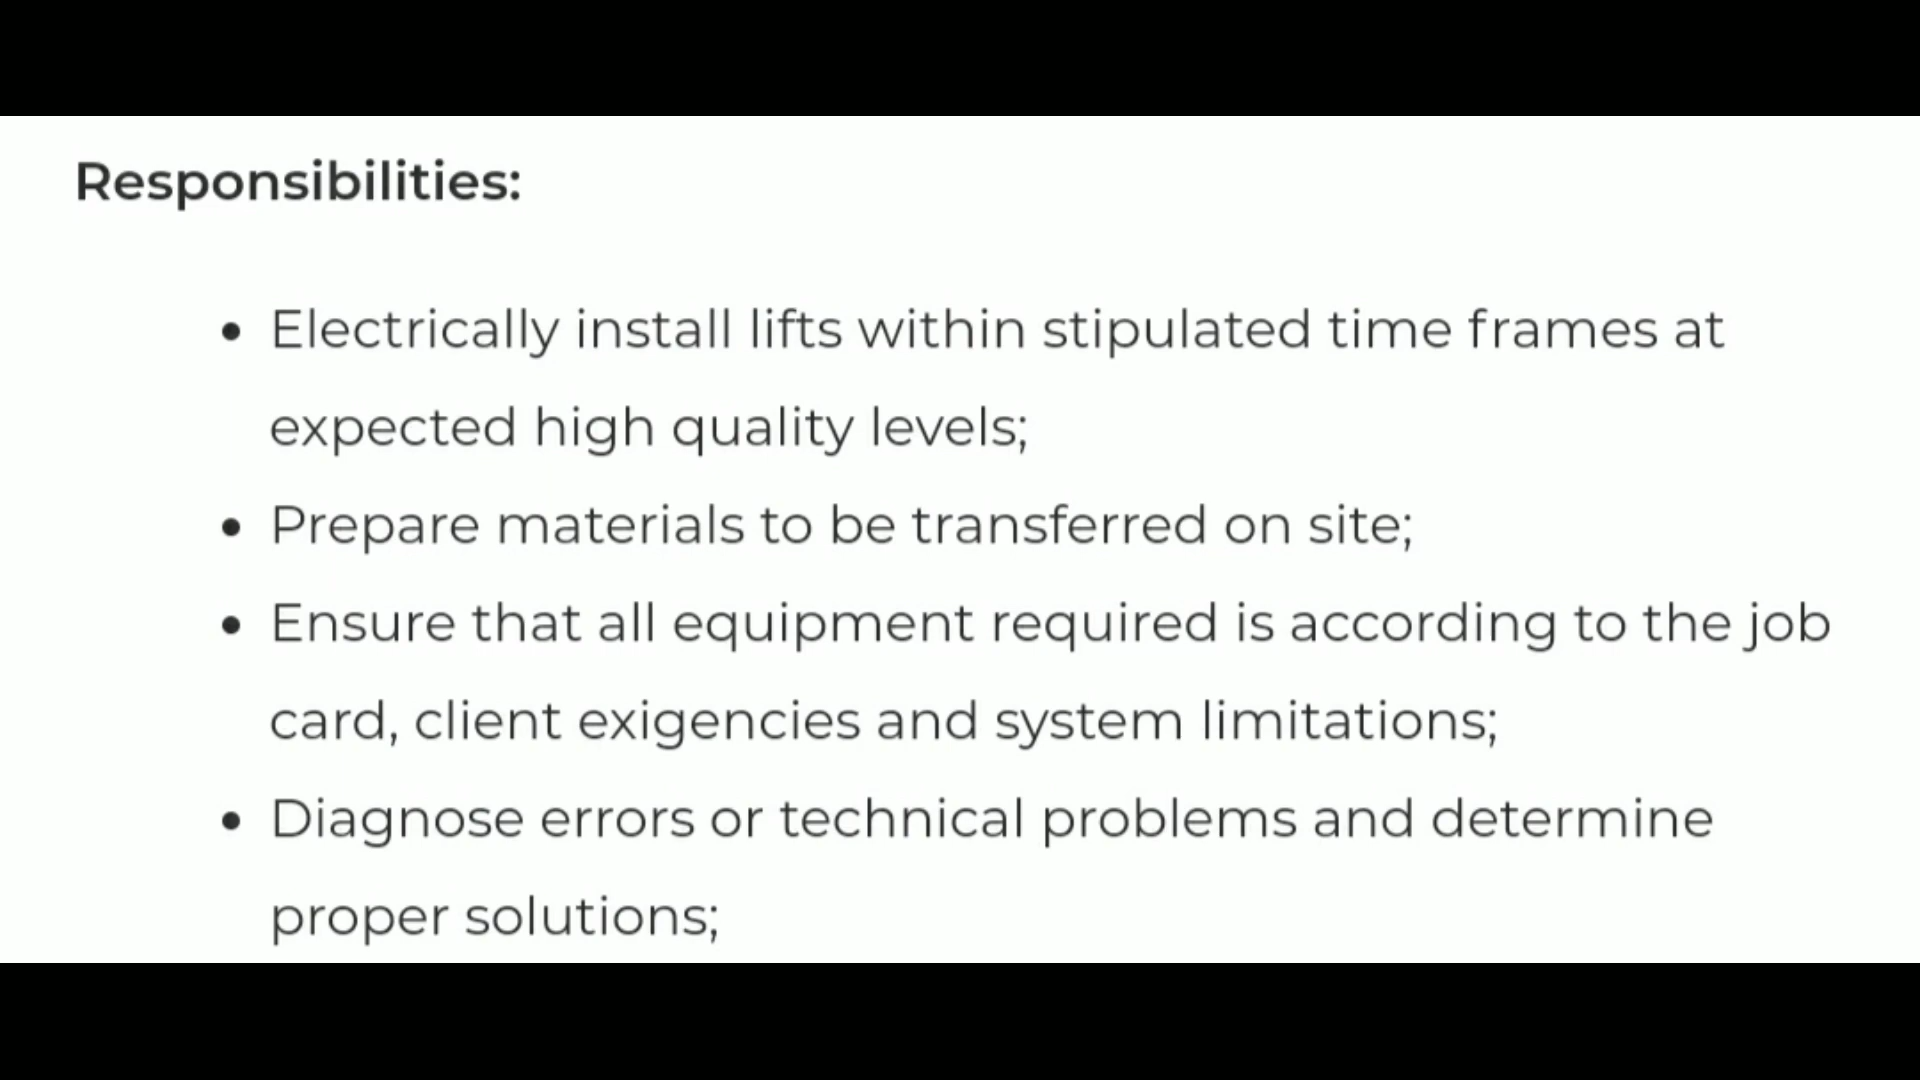 Responsibilities:
• Electrically install lifts within stipulated time frames at
expected high quality levels;
• Prepare materials to be transferred on site;
• Ensure that all equipment required is according to the job
card, client exigencies and system limitations;
• Diagnose errors or technical problems and determine
proper solutions;